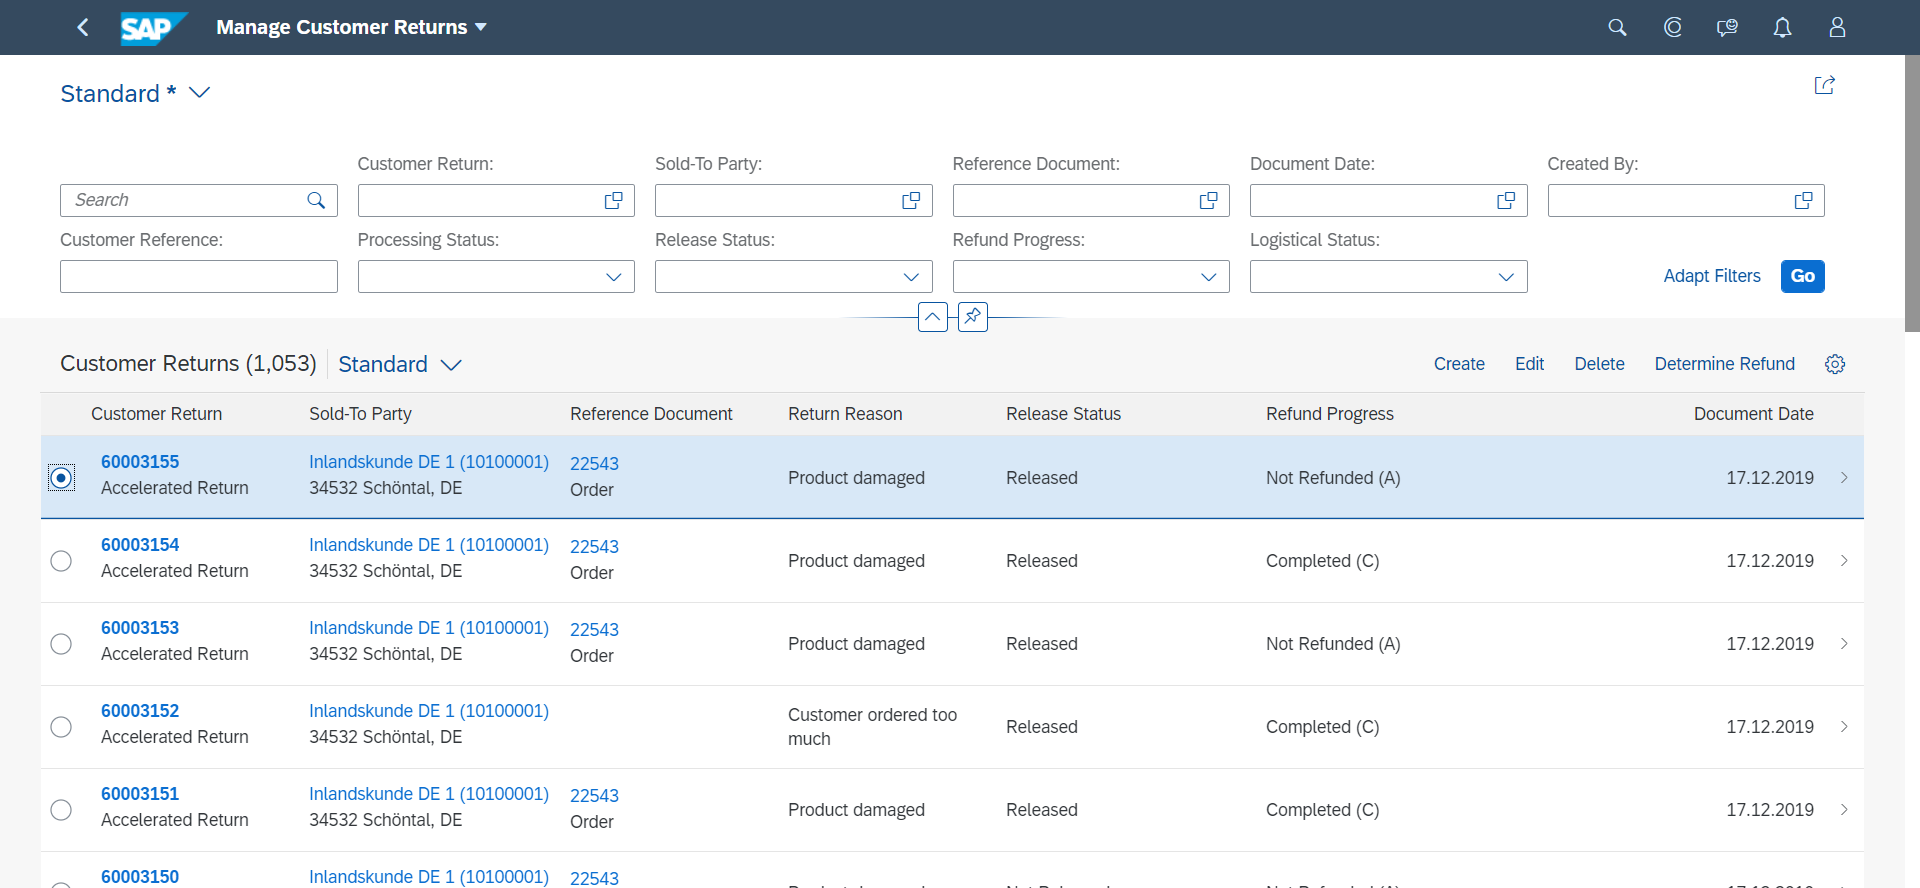 SAP Manage Customer Returns
Standard *
Customer Return: Sold-To Party: Reference Document: Document Date: Created By:
Search
Customer Reference: Processing Status: Release Status: Refund Progress: Logistical Status:
Adapt Filters Go
Customer Returns (1,053) Standard Create Edit Delete Determine Refund
Customer Return Sold-To Party Reference Document Return Reason Release Status Refund Progress Document Date
60003155 Inlandskunde DE 1 (10100001) 22543
Product damaged Released Not Refunded (A) 17.12.2019
Accelerated Return 34532 Schöntal, DE Order
60003154 Inlandskunde DE 1 (10100001) 22543
Product damaged Released Completed (C) 17.12.2019
Accelerated Return 34532 Schöntal, DE Order
60003153 Inlandskunde DE 1 (10100001) 22543
Product damaged Released Not Refunded (A) 17.12.2019
Accelerated Return 34532 Schöntal, DE Order
60003152 Inlandskunde DE 1 (10100001)
Customer ordered too
Released Completed (C) 17.12.2019
Accelerated Return 34532 Schöntal, DE
much
60003151 Inlandskunde DE 1 (10100001) 22543
Product damaged Released Completed (C) 17.12.2019
Accelerated Return 34532 Schöntal, DE Order
60003150 Inlandskunde DE 1 (10100001) 22543